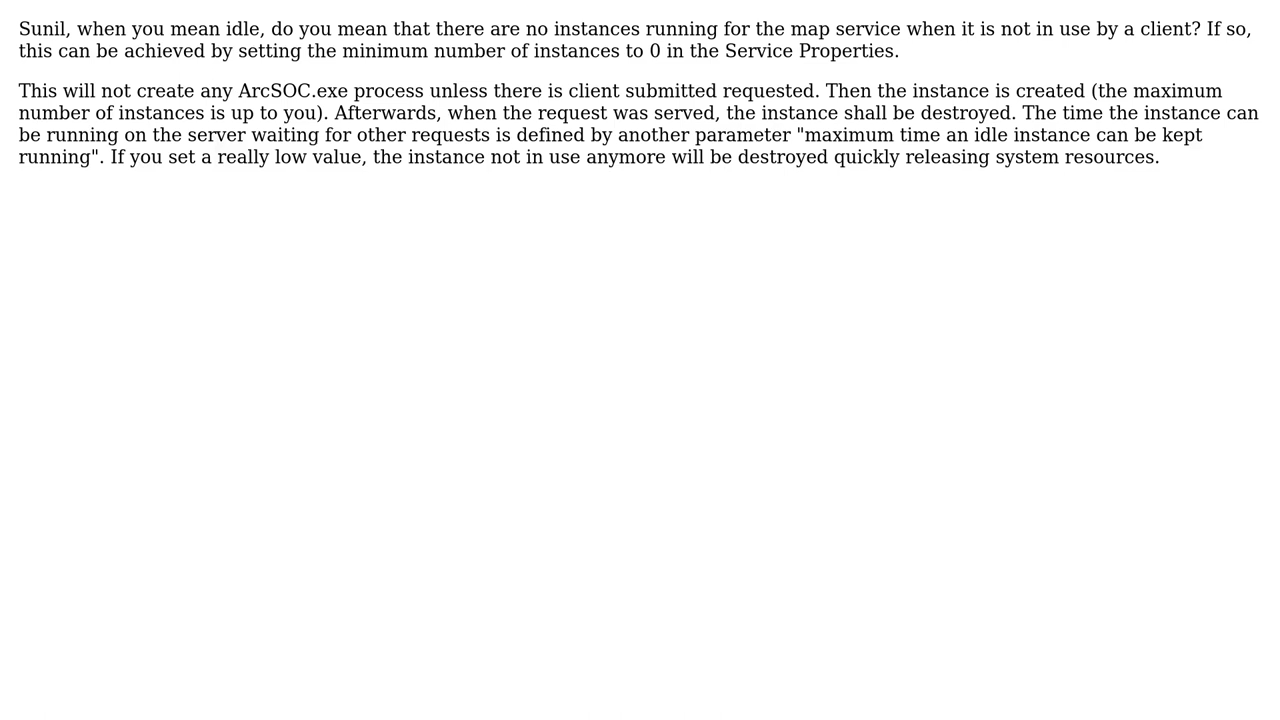 Sunil, when you mean idle, do you mean that there are no instances running for the map service when it is not in use by a client? If so,
this can be achieved by setting the minimum number of instances to 0 in the Service Properties.
This will not create any ArcSOC.exe process unless there is client submitted requested. Then the instance is created (the maximum
number of instances is up to you). Afterwards, when the request was served, the instance shall be destroyed. The time the instance can
be running on the server waiting for other requests is defined by another parameter "maximum time an idle instance can be kept
running". If you set a really low value, the instance not in use anymore will be destroyed quickly releasing system resources.